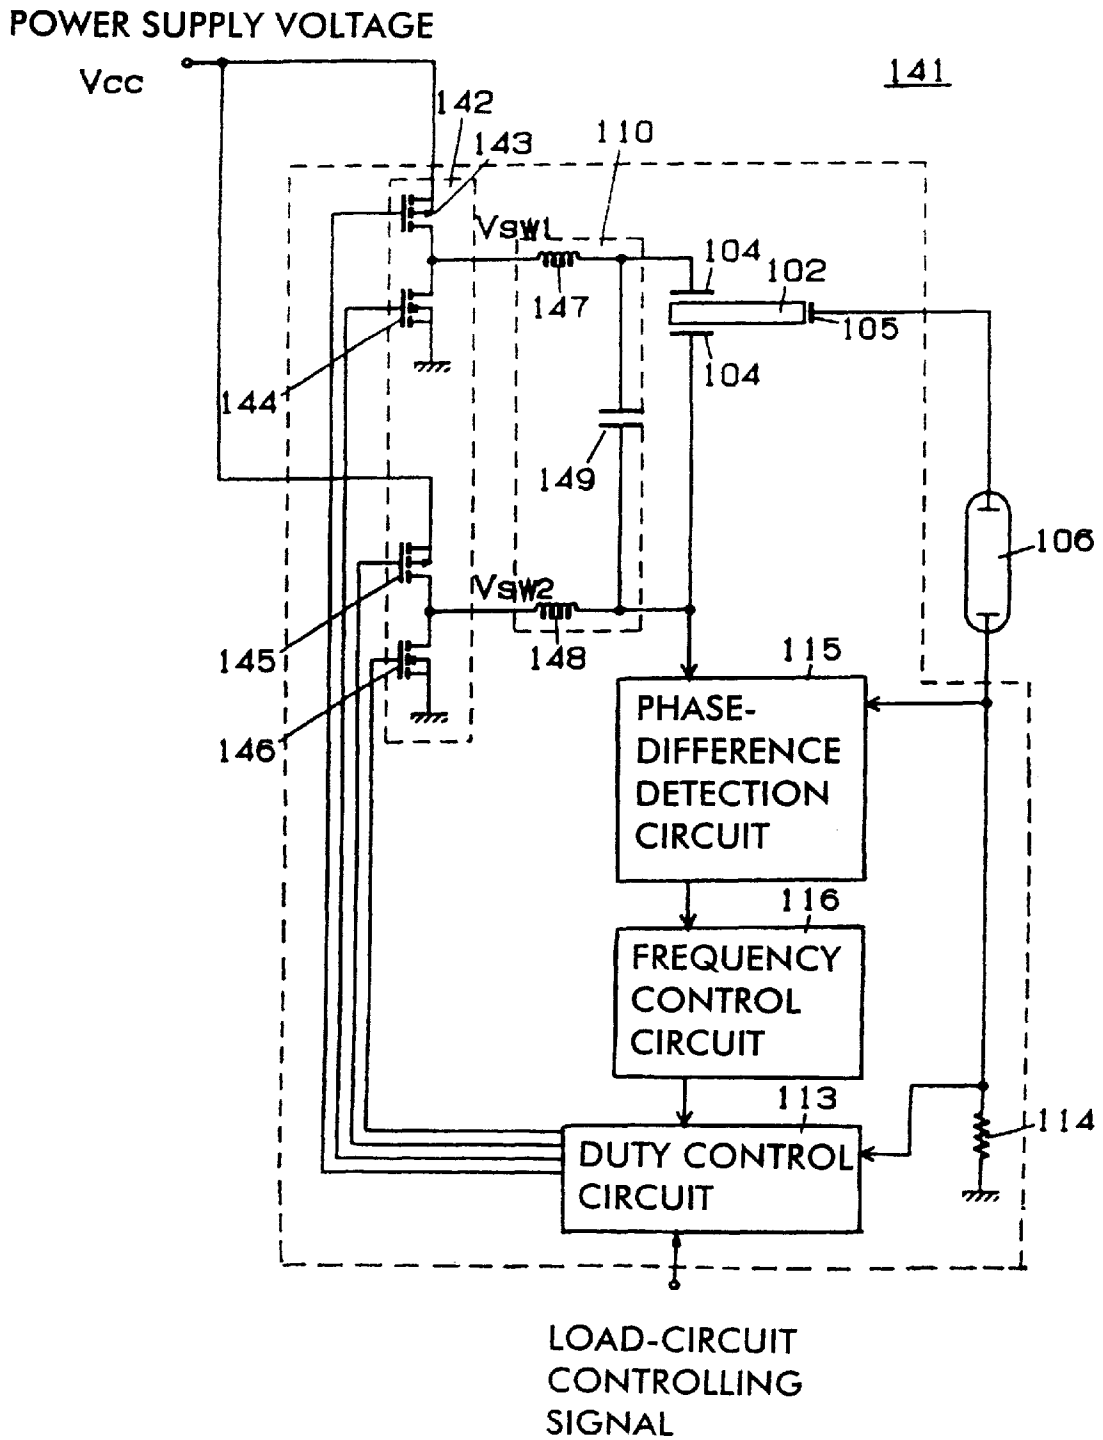 POWER SUPPLY VOLTAGE
Vcc
141
142
143
110
Vsw1
104
102
147
105
104
144
149
106
Vsw2
145
148
115
146
PHASE-
DIFFERENCE
DETECTION
CIRCUIT
116
FREQUENCY
CONTROL
CIRCUIT
113
114
DUTY CONTROL
CIRCUIT
LOAD-CIRCUIT
CONTROLLING
SIGNAL